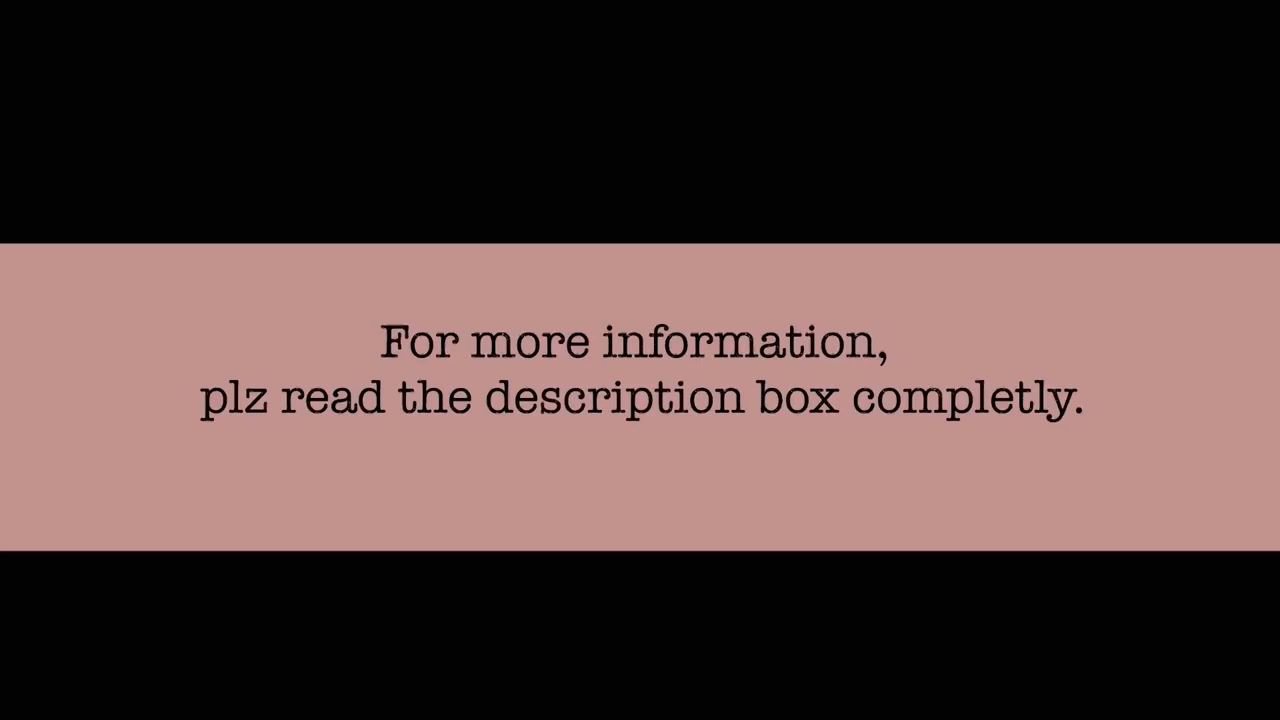 For more information,
plz read the description box completly.